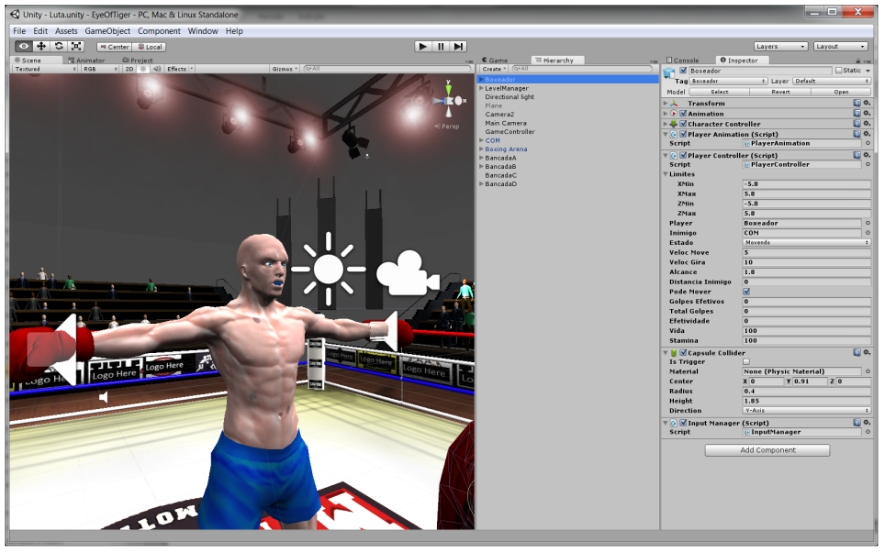 Unity - Luta.unity - EyeOfTiger - PC, Mac & Linux Standalone
File Edit Assets GameObject Component Window Help
Center Local Layers Layout
Scene Animator Project
Textured RGB 2D Effects Gizmos All
Persp
Logo Here
Logo Here
Logo Here
Logo Here
Logo Here
Game Hierarchy
Create All
Boxeador
LevelManager
Directional light
Plane
Camera2
Main Camera
GameController
COM
Boxing Arena
BancadaA
BancadaB
BancadaC
BancadaD
Console Inspector
Boxeador Static
Tag Boxeador Layer Default
Model Select Revert Open
Transform
Animation
Character Controller
Player Animation (Script)
Script PlayerAnimation
Player Controller (Script)
Script PlayerController
Limites
XMin -5.8
XMax 5.8
ZMin -5.8
ZMax 5.8
Player Boxeador
Inimigo COM
Estado Movendo
Veloc Move 5
Veloc Gira 10
Alcance 1.8
Distancia Inimigo 0
Pode Mover
Golpes Efetivos 0
Total Golpes 0
Efetividade 0
Vida 100
Stamina 100
Capsule Collider
Is Trigger
Material None (Physic Material)
Center X 0 Y 0.91 Z 0
Radius 0.4
Height 1.85
Direction Y-Axis
Input Manager (Script)
Script InputManager
Add Component